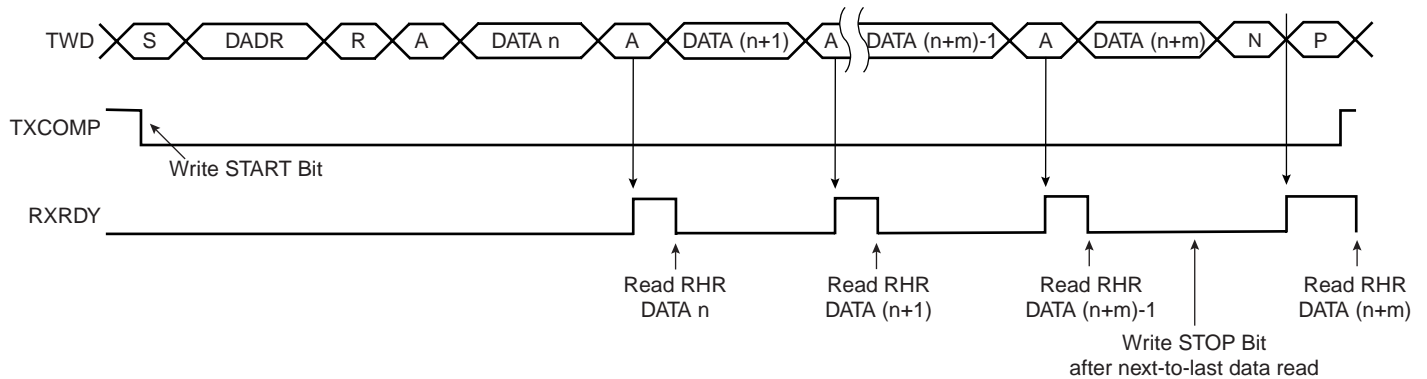 TWD S DADR R A DATA n A DATA (n+1) A DATA (n+m)-1 A DATA (n+m) N P
TXCOMP
Write START Bit
RXRDY
Read RHR Read RHR Read RHR Read RHR
DATA n DATA (n+1) DATA (n+m)-1 DATA (n+m)
Write STOP Bit
after next-to-last data read